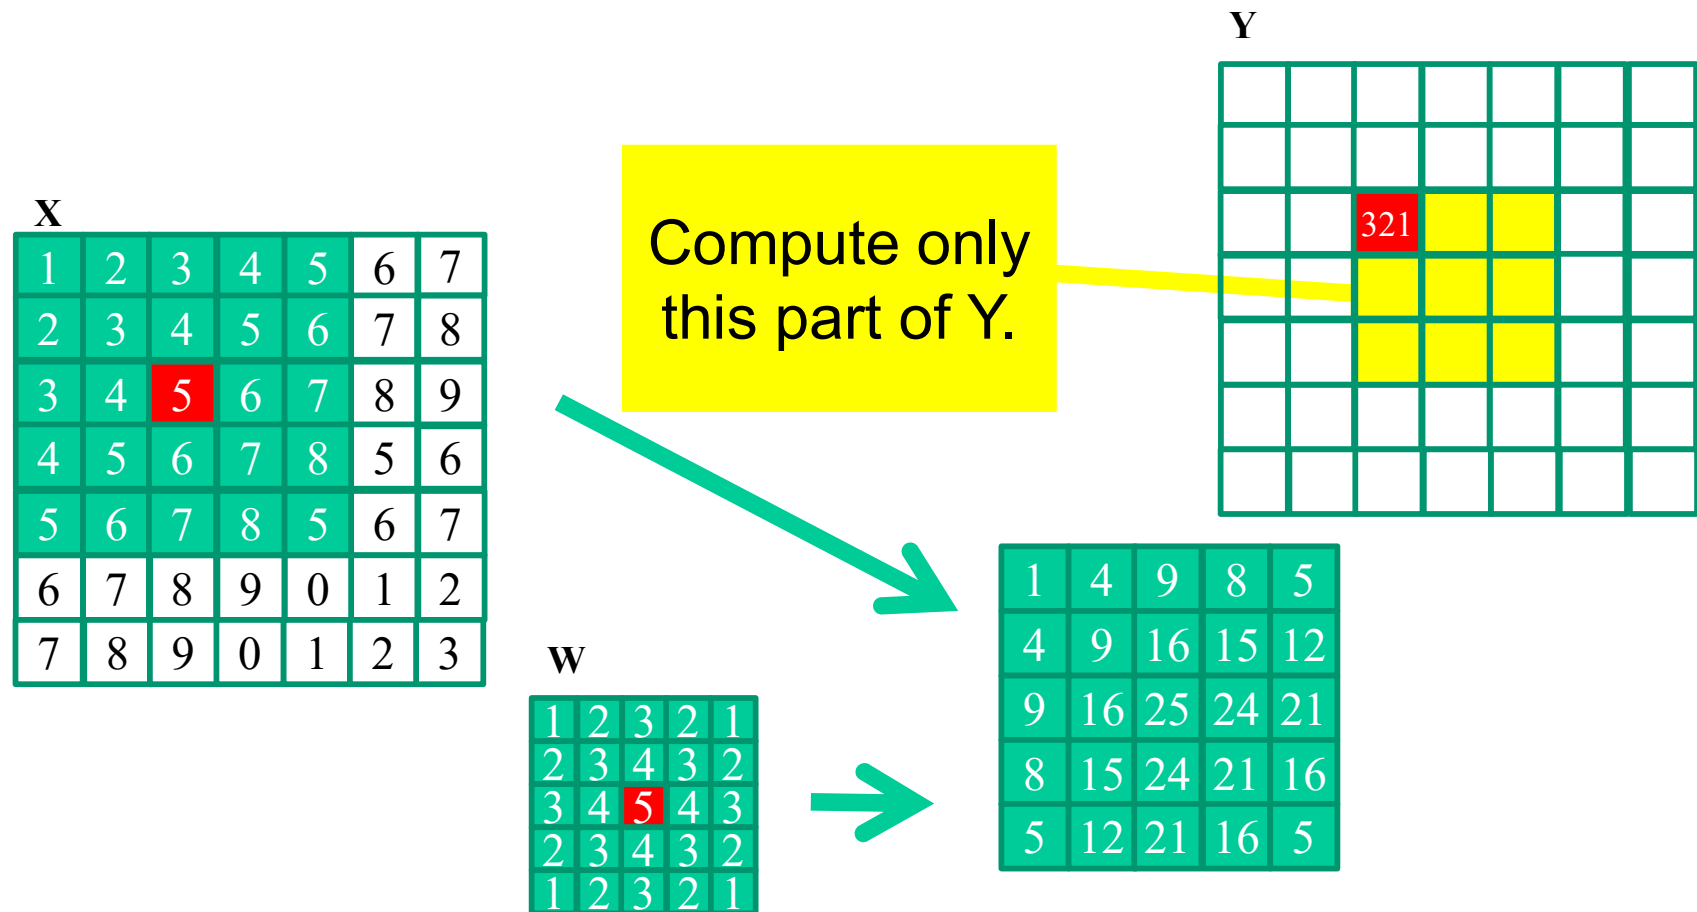 Y
321
Compute only
this part of Y.
X
1 2 3 4 5 6 7
2 3 4 5 6 7 8
3 4 5 6 7 8 9
4 5 6 7 8 5 6
5 6 7 8 5 6 7
6 7 8 9 0 1 2
7 8 9 0 1 2 3
W
1 2 3 2 1
2 3 4 3 2
3 4 5 4 3
2 3 4 3 2
1 2 3 2 1
1 4 9 8 5
4 9 16 15 12
9 16 25 24 21
8 15 24 21 16
5 12 21 16 5